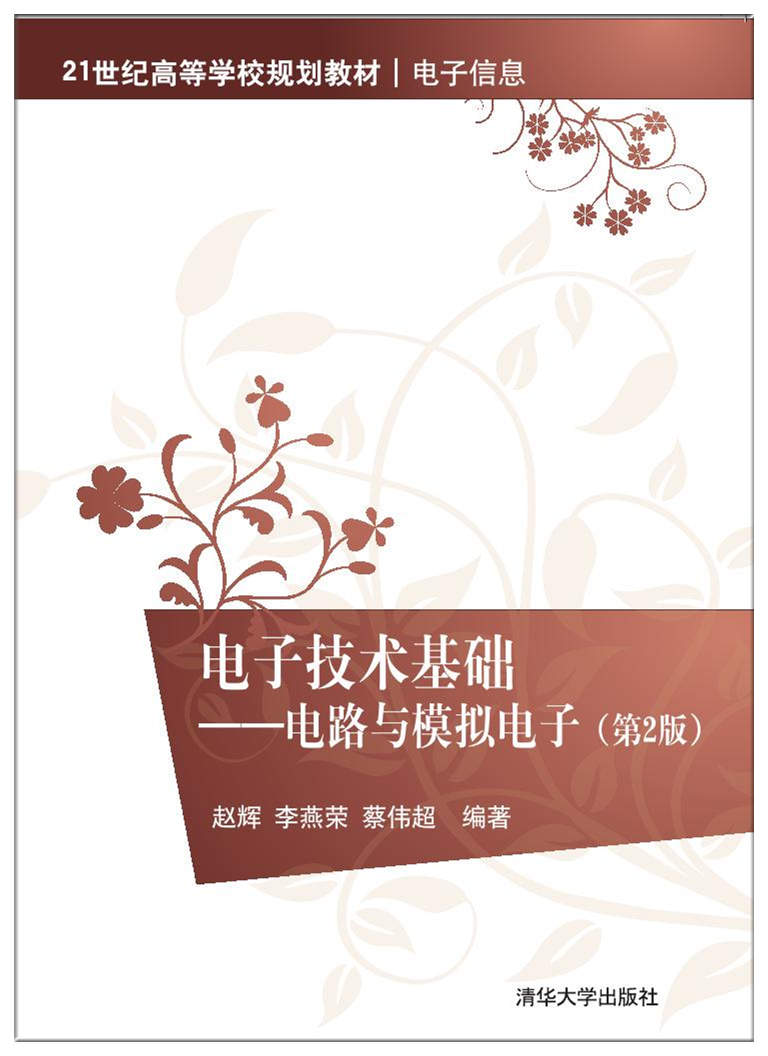 21世纪高等学校规划教材｜电子信息
电子技术基础
——电路与模拟电子（第2版）
赵辉 李燕荣 蔡伟超 编著
清华大学出版社